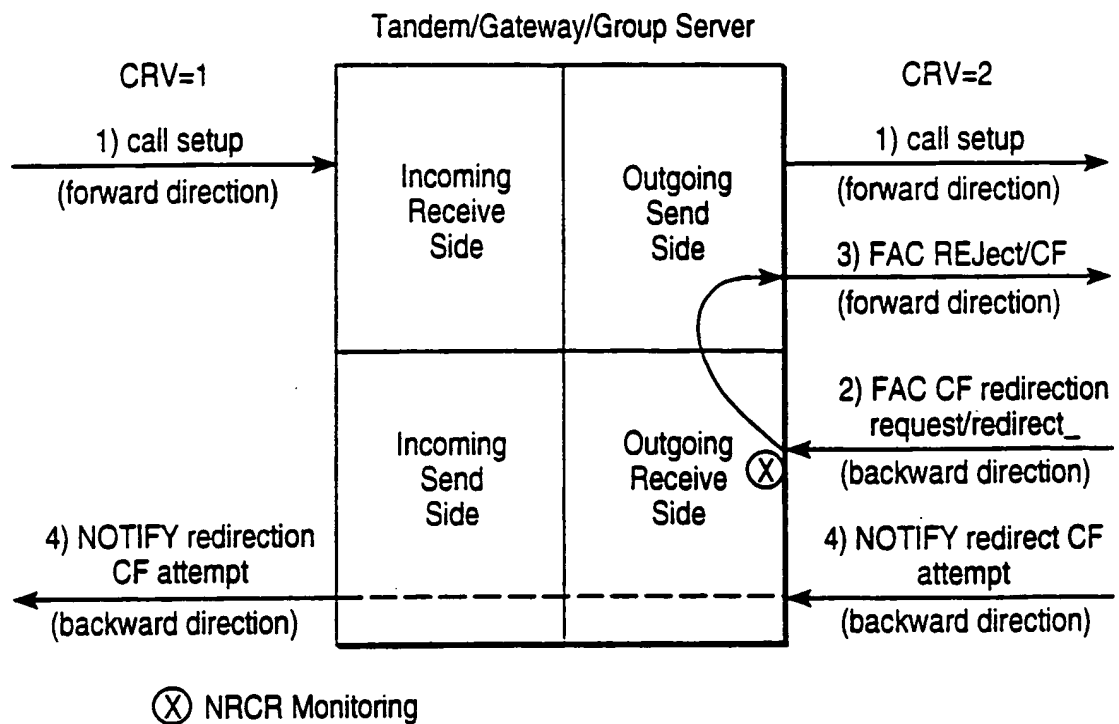 Tandem/Gateway/Group Server
CRV=1
CRV=2
1) call setup
(forward direction)
Incoming
Receive
Side
Outgoing
Send
Side
1) call setup
(forward direction)
3) FAC REJect/CF
(forward direction)
2) FAC CF redirection
request/redirect_
(backward direction)
Incoming
Send
Side
Outgoing
Receive
Side
X
4) NOTIFY redirection
CF attempt
(backward direction)
4) NOTIFY redirect CF
attempt
(backward direction)
X NRCR Monitoring